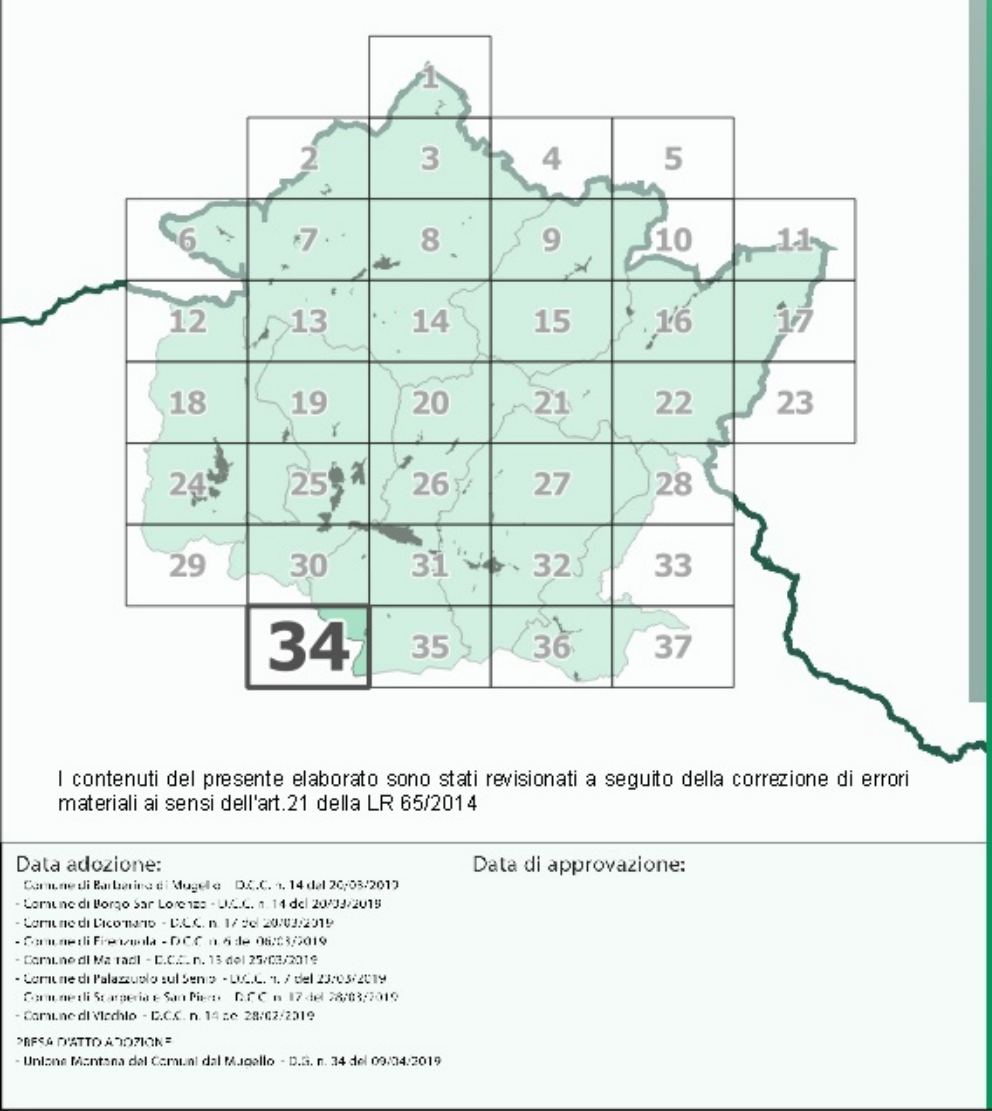 1
2 3 4 5
6 7 8 9 10 11
12 13 14 15 16 17
18 19 20 21 22 23
24 25 26 27 28
29 30 31 32 33
34 35 36 37
I contenuti del presente elaborato sono stati revisionati a seguito della correzione di errori
materiali ai sensi dell'art.21 della LR 65/2014
Data adozione:
Data di approvazione:
Comune di Barberino di Mugello - D.C.C. n. 14 del 20/03/2019
- Comune di Borgo San Lorenzo - D.C.C. n. 14 del 20/03/2019
- Comune di Dicomano - D.C.C. n. 17 del 20/03/2019
- Comune di Firenzuola - D.C.C. n. 6 del 06/03/2019
- Comune di Marradi - D.C.C. n. 13 del 25/03/2019
- Comune di Palazzuolo sul Senio - D.C.C. n. 7 del 23/03/2019
Comune di Scarperia e San Piero - D.C.C. n. 17 del 28/03/2019
- Comune di Vicchio - D.C.C. n. 14 del 28/02/2019
PRESA D'ATTO ADOZIONE
- Unione Montana dei Comuni del Mugello - D.G. n. 34 del 09/04/2019